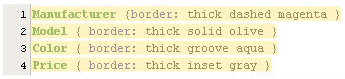 1 Manufacturer {border: thick dashed magenta }
2 Model { border: thick solid olive }
3 Color { border: thick groove aqua }
4 Price { border: thick inset gray }